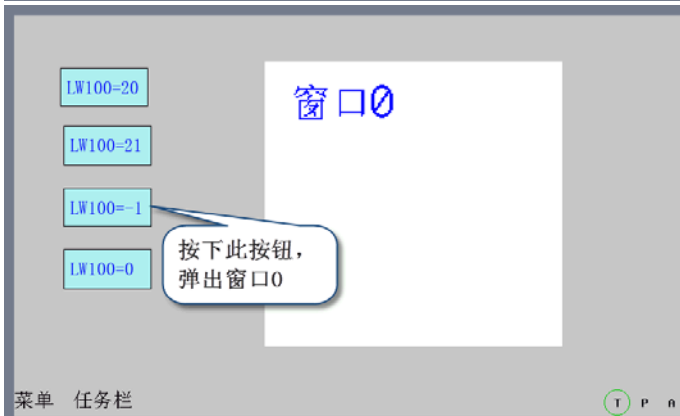 LW100=20
窗口0
LW100=21
LW100=-1
按下此按钮，
弹出窗口0
LW100=0
菜单 任务栏
T P A